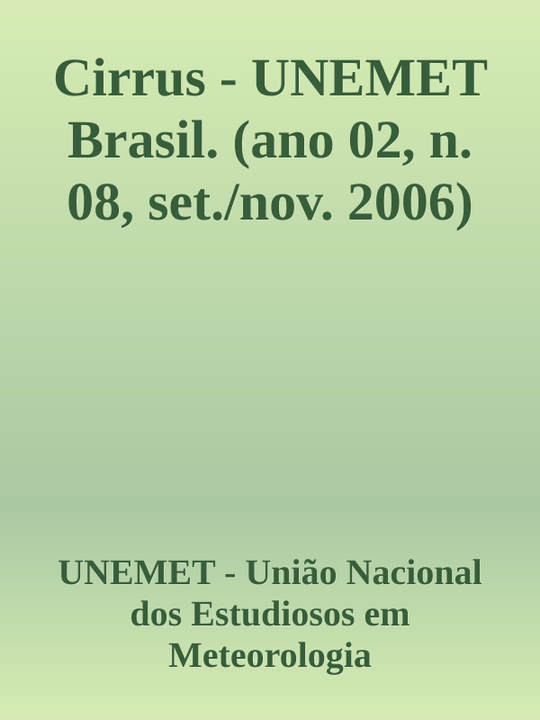 Cirrus - UNEMET
Brasil. (ano 02, n.
08, set./nov. 2006)
UNEMET - União Nacional
dos Estudiosos em
Meteorologia